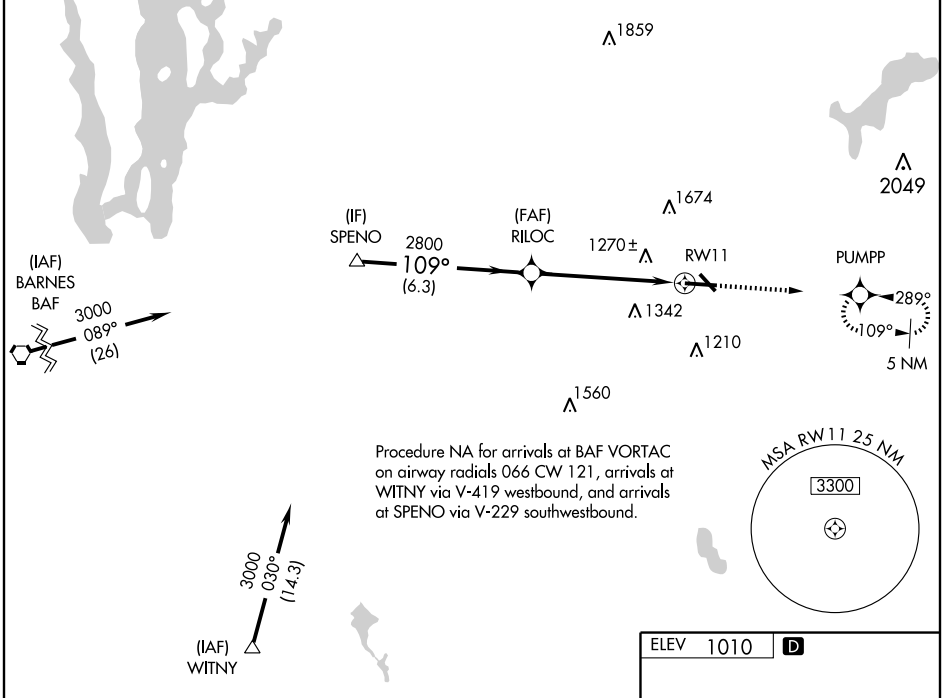 1859
2049
1674
(IF)
SPENO
2800
109°
(6.3)
(FAF)
RILOC
1270±
RW11
PUMPP
289°
109°
5 NM
(IAF)
BARNES
BAF
3000
089°
(26)
1342
1210
1560
Procedure NA for arrivals at BAF VORTAC
on airway radials 066 CW 121, arrivals at
WITNY via V-419 westbound, and arrivals
at SPENO via V-229 southwestbound.
MSA RW11 25 NM
3300
3000
030°
(14.3)
(IAF)
WITNY
ELEV 1010 D